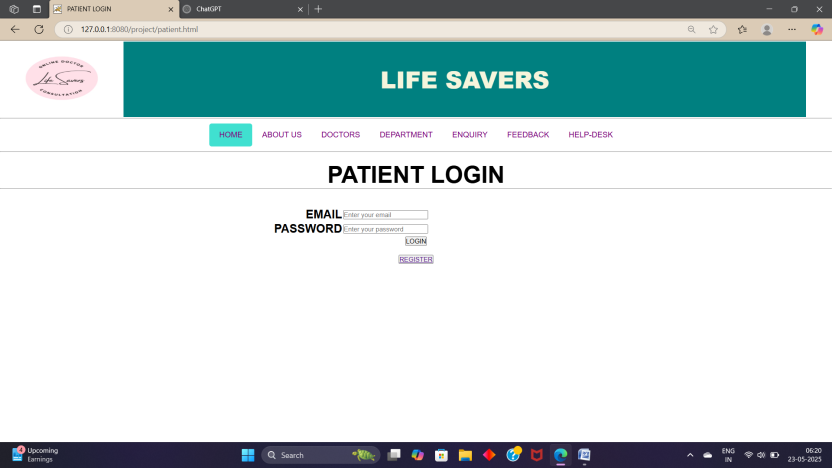 PATIENT LOGIN
ChatGPT
127.0.0.1:8080/project/patient.html
ONLINE DOCTOR
Life Savers
CONSULTATION
LIFE SAVERS
HOME ABOUT US DOCTORS DEPARTMENT ENQUIRY FEEDBACK HELP-DESK
PATIENT LOGIN
EMAIL Enter your email
PASSWORD Enter your password
LOGIN
REGISTER
4 Upcoming
Earnings
Search
ENG
IN
06:20
23-05-2025